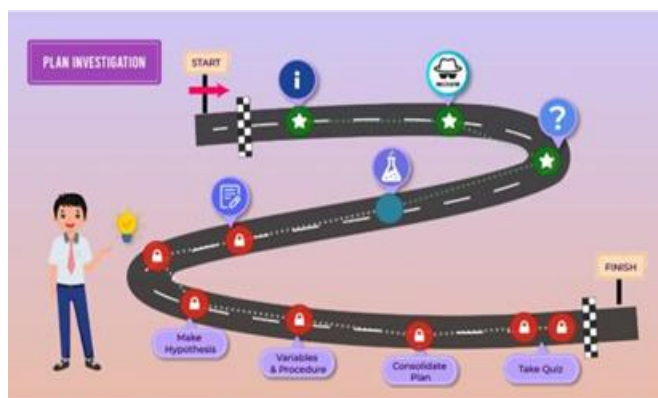 PLAN INVESTIGATION
START
i
?
FINISH
Make
Hypothesis
Variables
& Procedure
Consolidate
Plan
Take Quiz